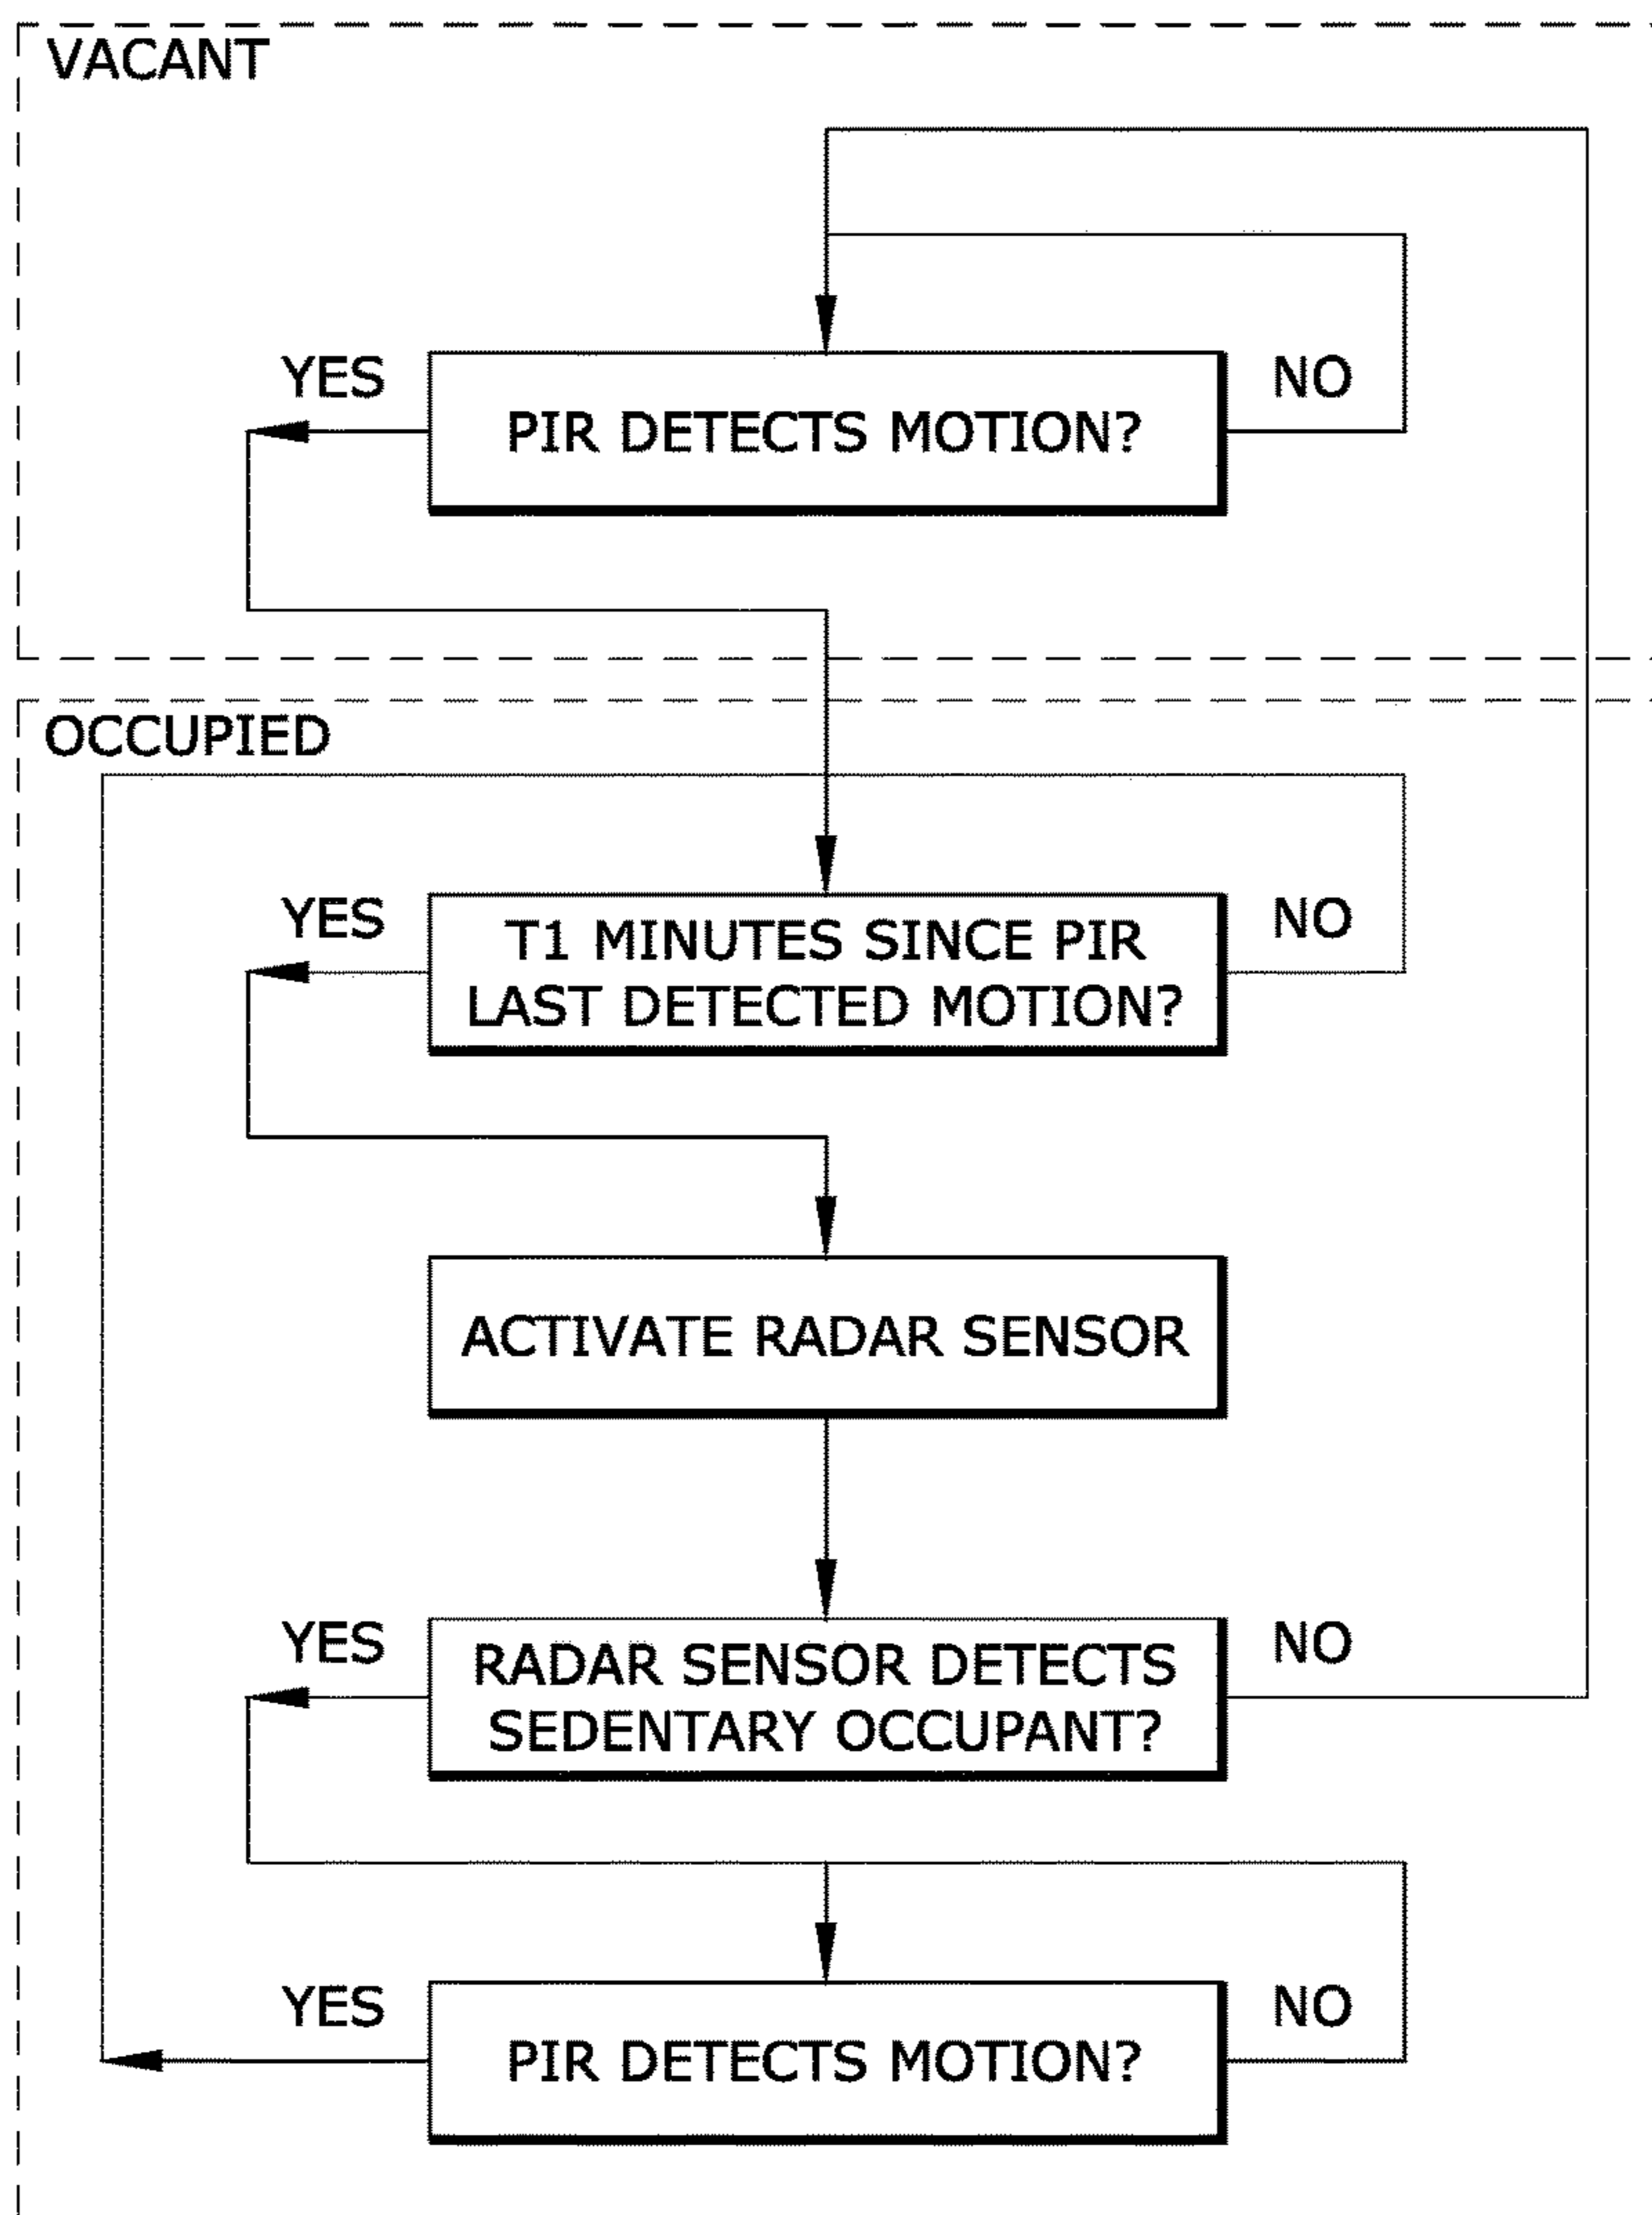 VACANT
YES
NO
PIR DETECTS MOTION?
OCCUPIED
YES
NO
T1 MINUTES SINCE PIR
LAST DETECTED MOTION?
ACTIVATE RADAR SENSOR
YES
NO
RADAR SENSOR DETECTS
SEDENTARY OCCUPANT?
YES
NO
PIR DETECTS MOTION?